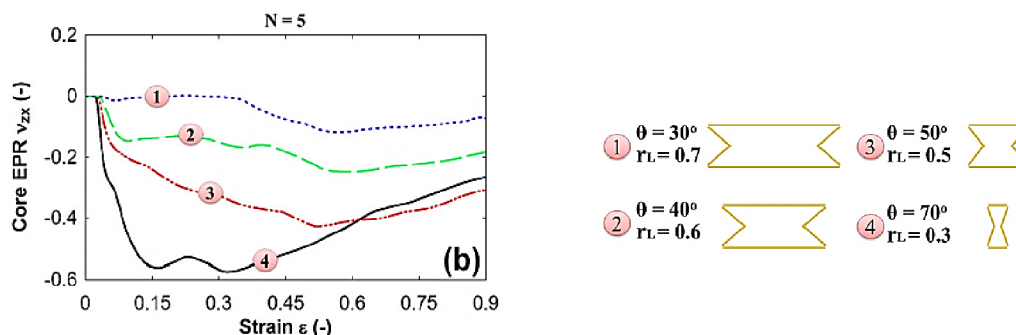 N = 5
Core EPR νzx (-)
0.2
0
-0.2
-0.4
-0.6
1
2
3
4
(b)
0 0.15 0.3 0.45 0.6 0.75 0.9
Strain ε (-)
1 θ = 30°
rL = 0.7
3 θ = 50°
rL = 0.5
2 θ = 40°
rL = 0.6
4 θ = 70°
rL = 0.3